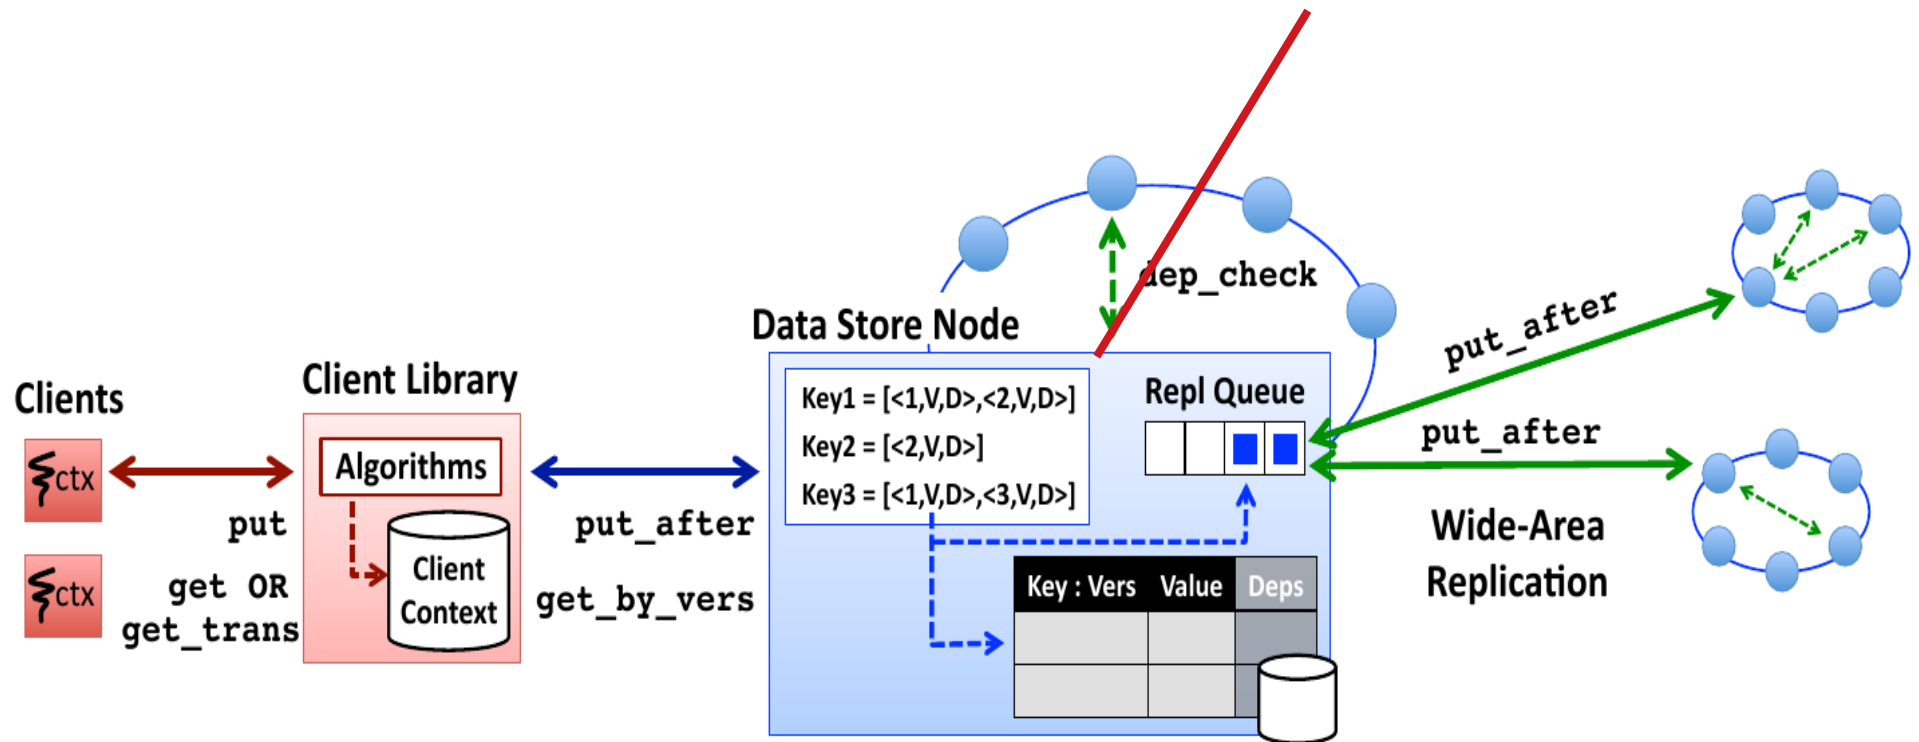 Clients
ctx
ctx
put
get OR
get_trans
Client Library
Algorithms
Client
Context
put_after
get_by_vers
Data Store Node
Key1 = [<1,V,D>,<2,V,D>]
Key2 = [<2,V,D>]
Key3 = [<1,V,D>,<3,V,D>]
dep_check
Repl Queue
Key : Vers Value Deps
put_after
put_after
Wide-Area
Replication